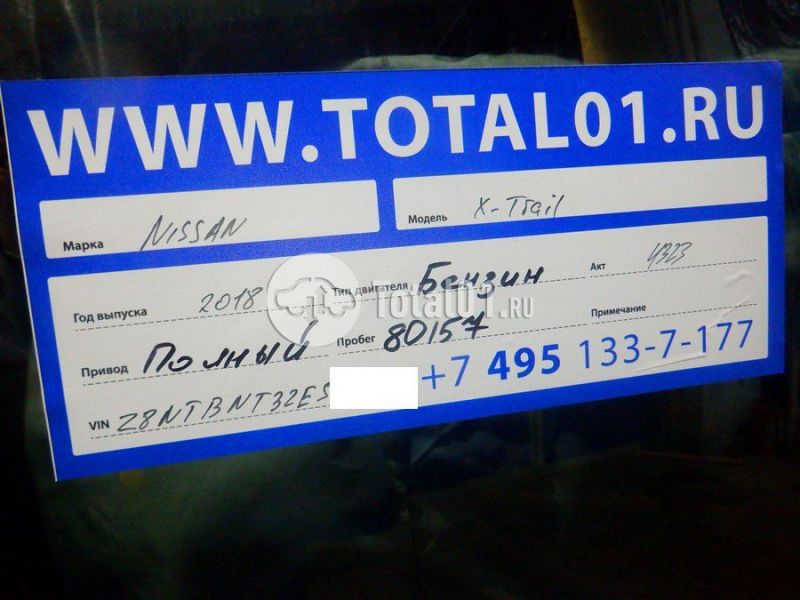 WWW.TOTAL01.RU
Марка NISSAN Модель X-Trail
Год выпуска 2018 Тип двигателя Бензин Акт 4323
Total01.RU
Привод Полный Пробег 80157 Примечание
+7 495 133-7-177
VIN Z8NTBNT32ES